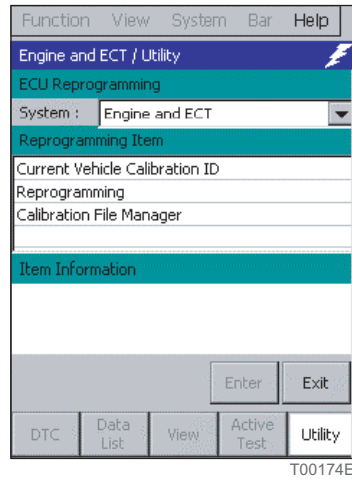 Function View System Bar Help
Engine and ECT / Utility
ECU Reprogramming
System : Engine and ECT
Reprogramming Item
Current Vehicle Calibration ID
Reprogramming
Calibration File Manager
Item Information
Enter Exit
DTC Data List View Active Test Utility
T00174E